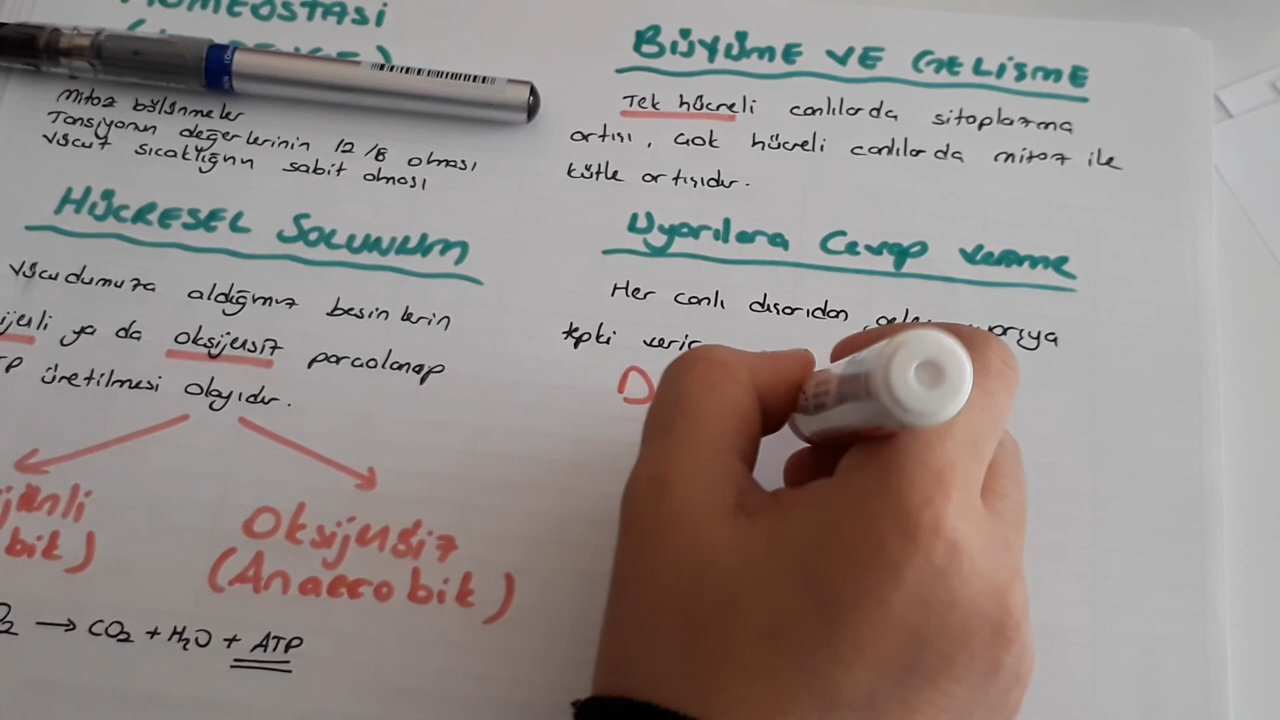 HOMEOSTASİ
Mitoz bölünmeler
Tansiyonun değerlerinin 12/8 olması
vücut sıcaklığının sabit olması
HÜCRESEL SOLUNUM
Vücudumuza aldığımız besinlerin
ya da oksijensiz parçalanıp
üretilmesi olayıdır.
Oksijensiz
(Anaerobik)
→ CO2 + H2O + ATP
BÜYÜME VE GELİŞME
Tek hücreli canlılarda sitoplazma
artışı, çok hücreli canlılarda mitoz ile
kütle artışıdır.
Uyarılara Cevap verme
Her canlı dışarıdan
tepki verir
D